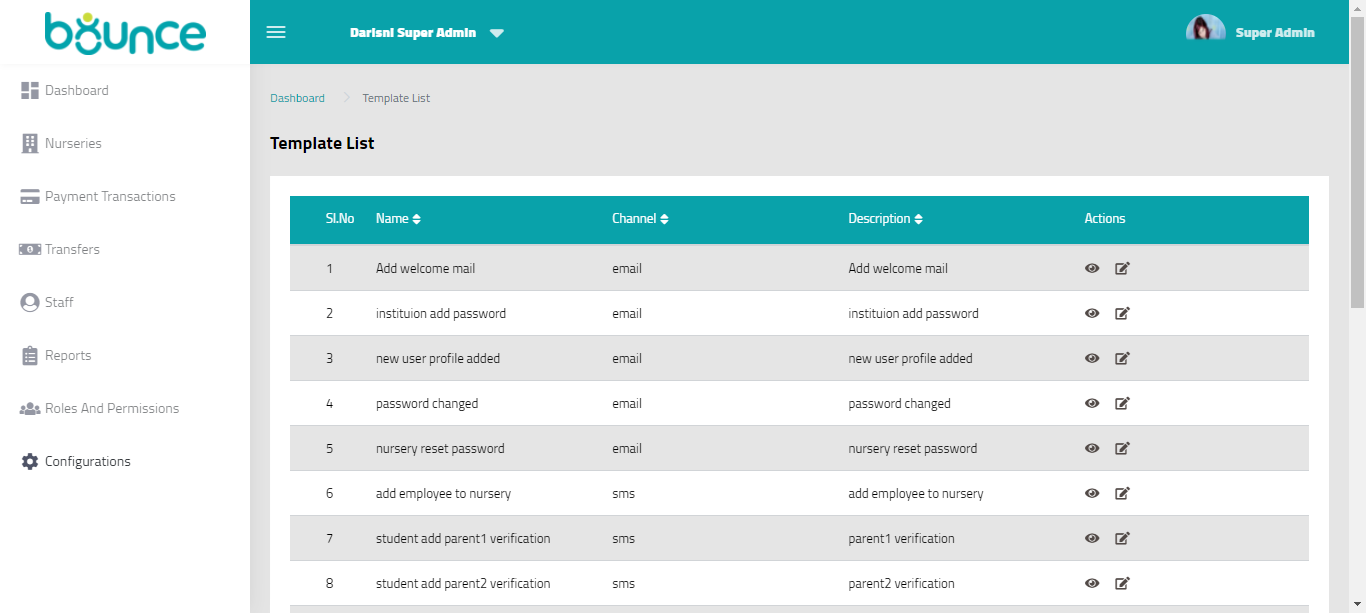 bounce
Darisni Super Admin
Super Admin
Dashboard
Nurseries
Payment Transactions
Transfers
Staff
Reports
Roles And Permissions
Configurations
Dashboard > Template List
Template List
Sl.No Name Channel Description Actions
1 Add welcome mail email Add welcome mail
2 instituion add password email instituion add password
3 new user profile added email new user profile added
4 password changed email password changed
5 nursery reset password email nursery reset password
6 add employee to nursery sms add employee to nursery
7 student add parent1 verification sms parent1 verification
8 student add parent2 verification sms parent2 verification